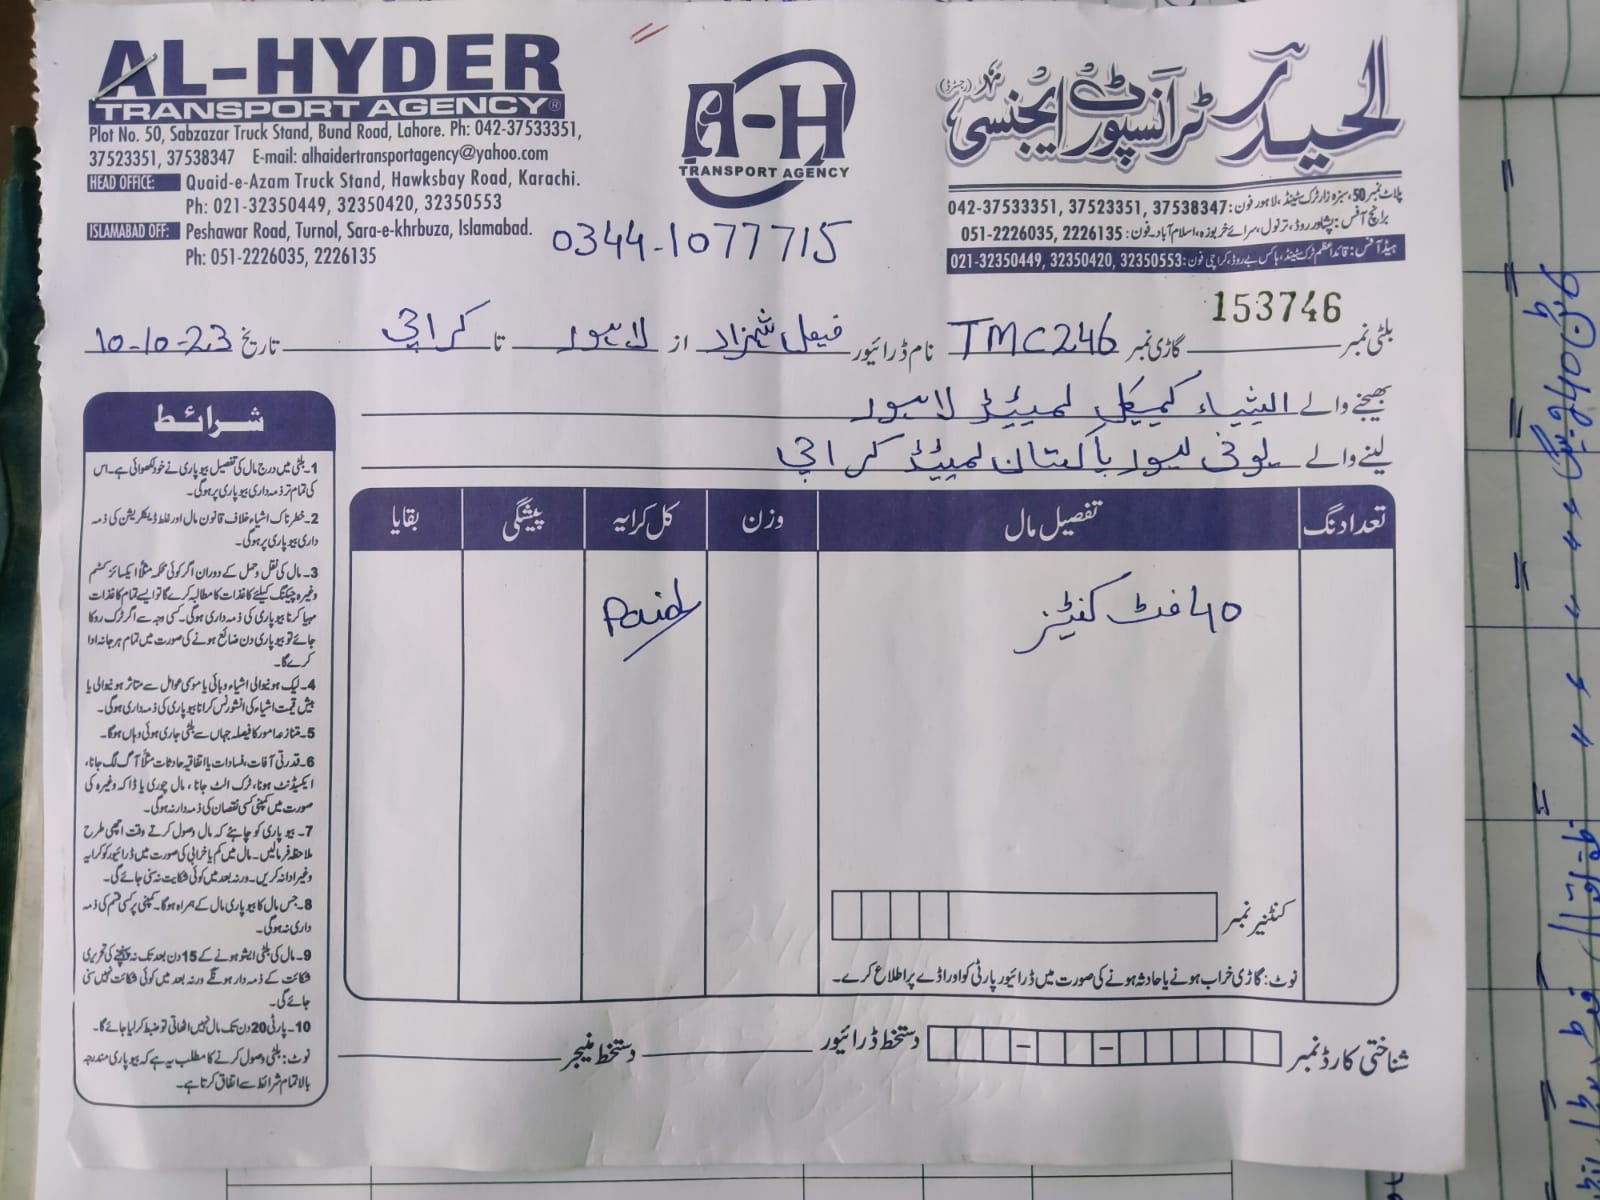 AL-HYDER
TRANSPORT AGENCY®
Plot No. 50, Sabzazar Truck Stand, Bund Road, Lahore. Ph: 042-37533351,
37523351, 37538347 E-mail: alhaidertransportagency@yahoo.com
HEAD OFFICE: Quaid-e-Azam Truck Stand, Hawksbay Road, Karachi.
Ph: 021-32350449, 32350420, 32350553
ISLAMABAD OFF: Peshawar Road, Turnol, Sara-e-khrbuza, Islamabad.
Ph: 051-2226035, 2226135
A-H
TRANSPORT AGENCY
0344-1077715
الحیدر ٹرانسپورٹ ایجنسی (رجسٹرڈ)
پلاٹ نمبر 50، سبزہ زار ٹرک سٹینڈ، لاہور فون: 042-37533351, 37523351, 37538347
برانچ آفس: پشاور روڈ، ترنول، سرائے خربوزہ، اسلام آباد۔ فون: 051-2226035, 2226135
ہیڈ آفس: قائداعظم ٹرک سٹینڈ، ہاکس بے روڈ، کراچی فون: 021-32350449, 32350420, 32350553
153746
بلٹی نمبر گاڑی نمبر TMC246 نام ڈرائیور شہزاد از لاہور تا کراچی تاریخ 10-10-23
بھیجنے والے ایشیاء کیمیکل لمیٹڈ لاہور
لینے والے یونی لیور پاکستان لمیٹڈ کراچی
تعداد نگ تفصیل مال وزن کل کرایہ پیشگی بقایا
40 فٹ کنٹینر Paid
کنٹینر نمبر
نوٹ: گاڑی خراب ہونے یا حادثہ ہونے کی صورت میں ڈرائیور پارٹی کو اور اڈے پر اطلاع کرے۔
شناختی کارڈ نمبر دستخط ڈرائیور دستخط منیجر
شرائط
1۔ بلٹی میں درج مال کی تفصیل بیوپاری نے خود لکھوائی ہے۔ اس
کی تمام تر ذمہ داری بیوپاری پر ہوگی۔
2۔ خطرناک اشیاء خلاف قانون مال اور غلط ڈیکلریشن کی ذمہ
داری بیوپاری پر ہوگی۔
3۔ مال کی نقل وحمل کے دوران اگر کوئی محکمہ مثلاً ایکسائز کسٹم
وغیرہ چیکنگ کیلئے کاغذات کا مطالبہ کرے گا تو ایسے تمام کاغذات
مہیا کرنا بیوپاری کی ذمہ داری ہوگی۔ کسی وجہ سے اگر ٹرک روکا
جائے تو بیوپاری دن ضائع ہونے کی صورت میں تمام ہرجانہ ادا
کرے گا۔
4۔ لیک ہونیوالی اشیاء وبائی یا موسمی عوامل سے متاثر ہونیوالی یا
بیش قیمت اشیاء کی انشورنس کرانا بیوپاری کی ذمہ داری ہوگی۔
5۔ متنازعہ امور کا فیصلہ جہاں سے بلٹی جاری ہوئی وہاں ہوگا۔
6۔ قدرتی آفات، فسادات یا اتفاقیہ حادثات مثلاً آگ لگ جانا،
ایکسیڈنٹ ہونا، ٹرک الٹ جانا، مال چوری یا ڈاکہ وغیرہ کی
صورت میں کمپنی کسی نقصان کی ذمہ دار نہ ہوگی۔
7۔ بیوپاری کو چاہئے کہ مال وصول کرتے وقت اچھی طرح
ملاحظہ فرمالیں۔ مال میں کم یا خرابی کی صورت میں ڈرائیور کو کرایہ
وغیر ادا نہ کریں۔ ورنہ بعد میں کوئی شکایت نہ سنی جائے گی۔
8۔ جس مال کا بیوپاری مال کے ہمراہ ہوگا۔ کمپنی پر کسی قسم کی ذمہ
داری نہ ہوگی۔
9۔ مال کی بلٹی ایشو ہونے کے 15 دن بعد تک نہ پہنچنے کی تحریری
شکائت کے ذمہ دار ہونگے ورنہ بعد میں کوئی شکائت نہیں سنی
جائے گی۔
10۔ پارٹی 20 دن تک مال نہیں اٹھاتی تو ضبط کر لیا جائے گا۔
نوٹ: بلٹی وصول کرنے کا مطلب یہ ہے کہ بیوپاری مندرجہ
بالا تمام شرائط سے اتفاق کرتا ہے۔